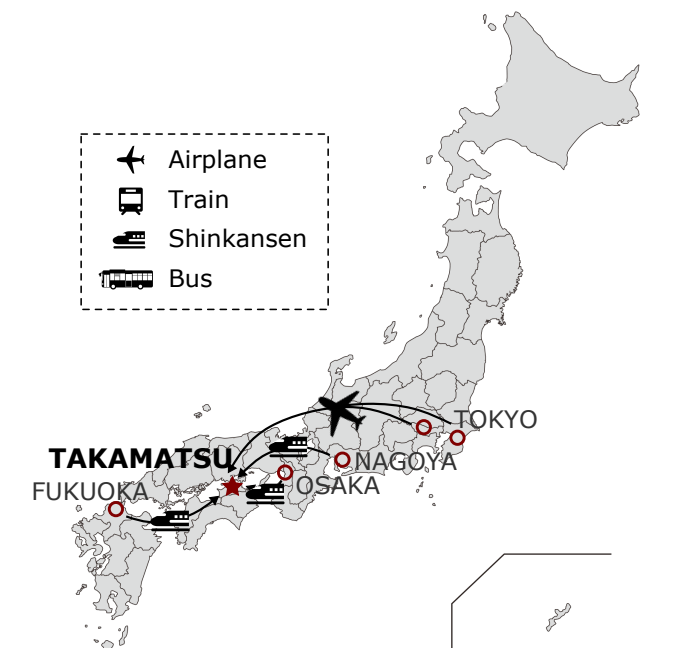 Airplane
Train
Shinkansen
Bus
TOKYO
TAKAMATSU
NAGOYA
FUKUOKA
OSAKA